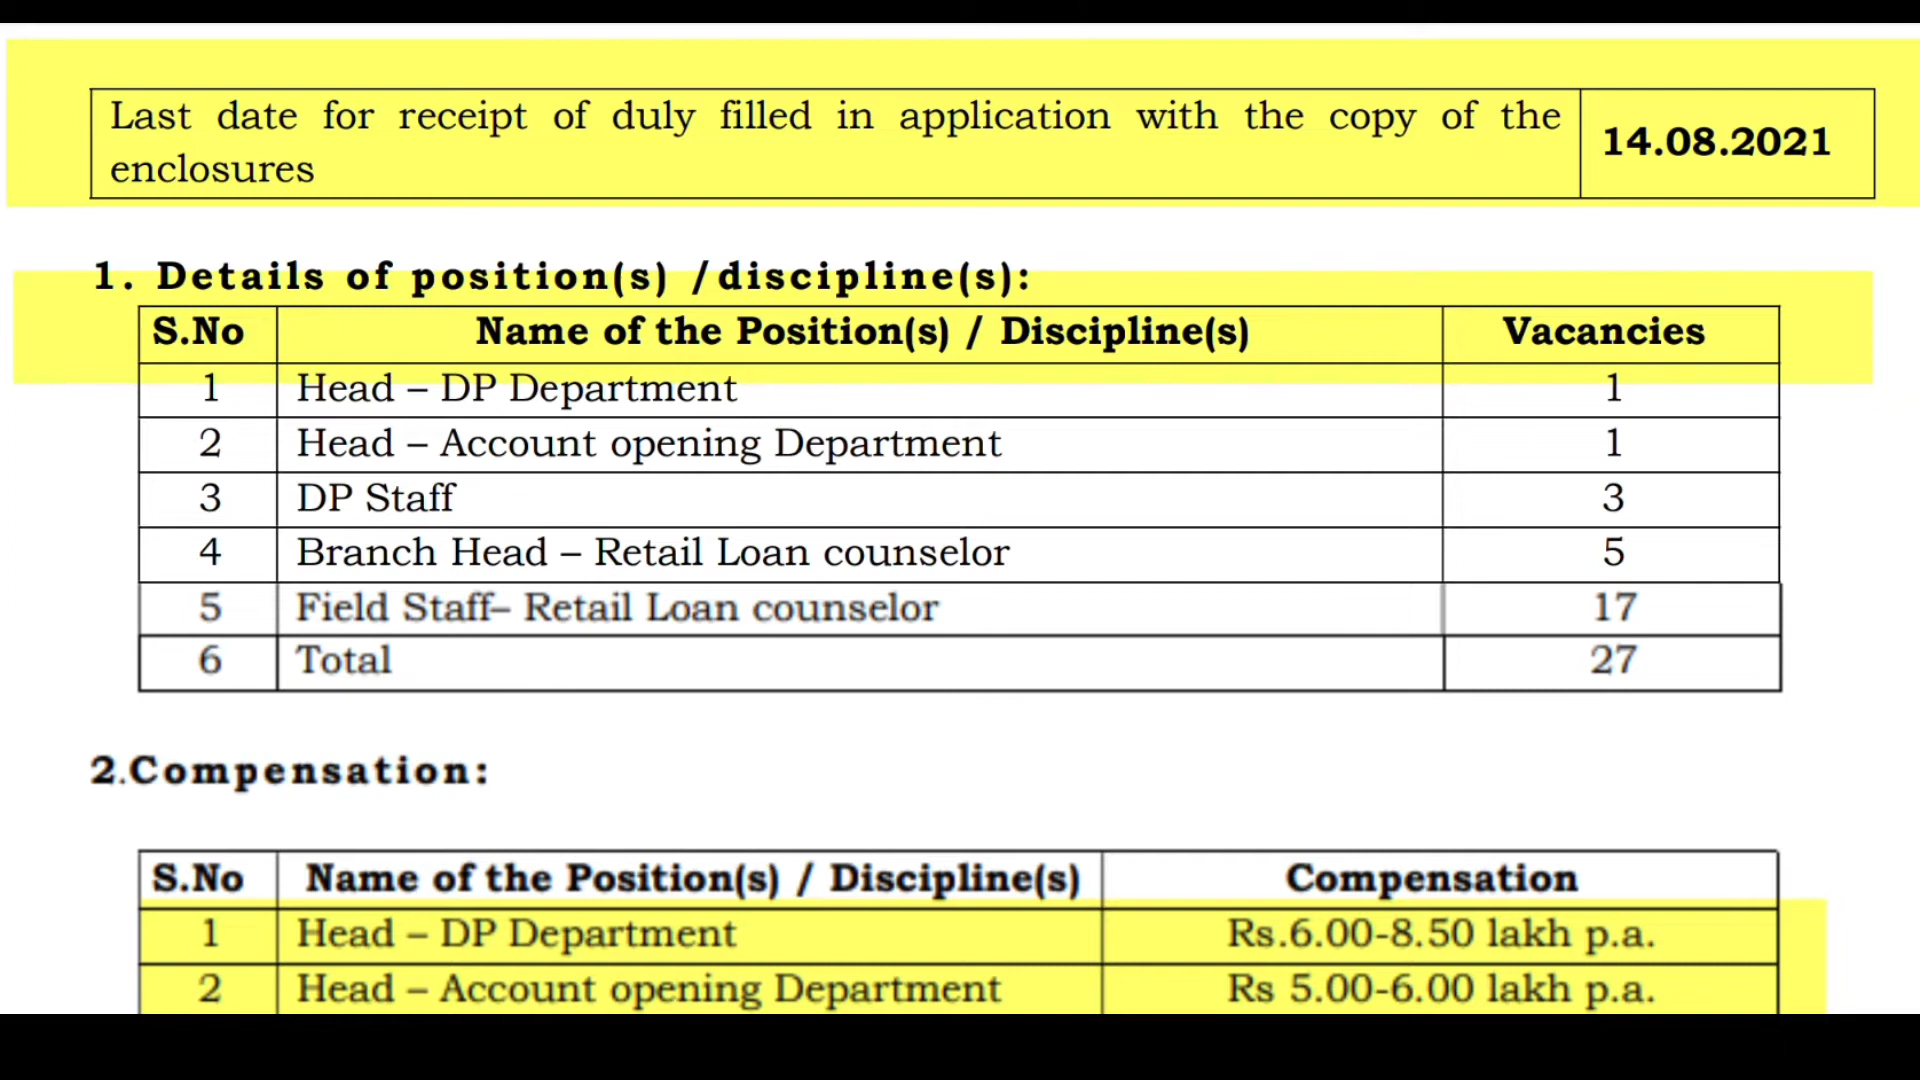 Last date for receipt of duly filled in application with the copy of the
enclosures
14.08.2021
1. Details of position(s) /discipline(s):
S.No Name of the Position(s) / Discipline(s) Vacancies
1 Head – DP Department 1
2 Head – Account opening Department 1
3 DP Staff 3
4 Branch Head – Retail Loan counselor 5
5 Field Staff– Retail Loan counselor 17
6 Total 27
2.Compensation:
S.No Name of the Position(s) / Discipline(s) Compensation
1 Head – DP Department Rs.6.00-8.50 lakh p.a.
2 Head – Account opening Department Rs 5.00-6.00 lakh p.a.